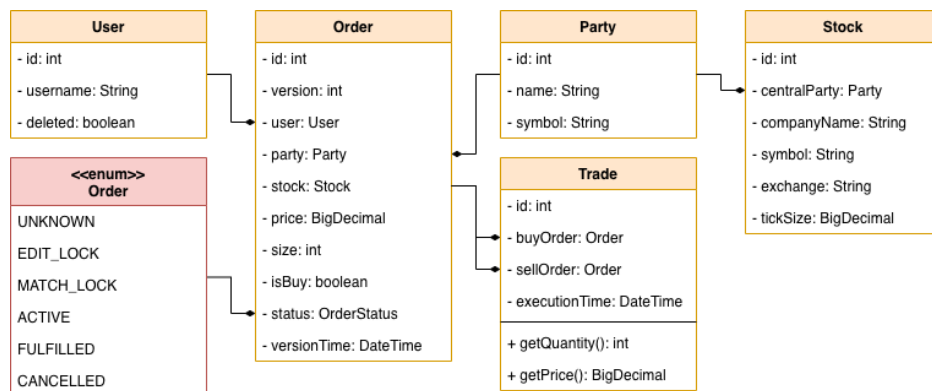 User
- id: int
- username: String
- deleted: boolean
<<enum>>
Order
UNKNOWN
EDIT_LOCK
MATCH_LOCK
ACTIVE
FULFILLED
CANCELLED
Order
- id: int
- version: int
- user: User
- party: Party
- stock: Stock
- price: BigDecimal
- size: int
- isBuy: boolean
- status: OrderStatus
- versionTime: DateTime
Party
- id: int
- name: String
- symbol: String
Trade
- id: int
- buyOrder: Order
- sellOrder: Order
- executionTime: DateTime
+ getQuantity(): int
+ getPrice(): BigDecimal
Stock
- id: int
- centralParty: Party
- companyName: String
- symbol: String
- exchange: String
- tickSize: BigDecimal